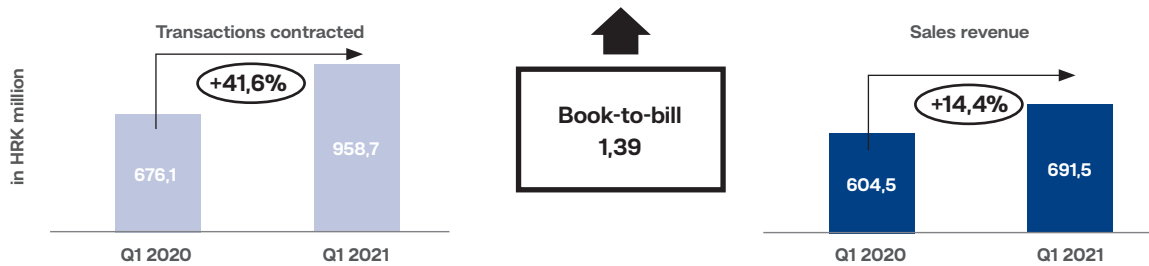 Transactions contracted
in HRK million
+41,6%
676,1
958,7
Q1 2020
Q1 2021
Book-to-bill
1,39
Sales revenue
+14,4%
604,5
691,5
Q1 2020
Q1 2021